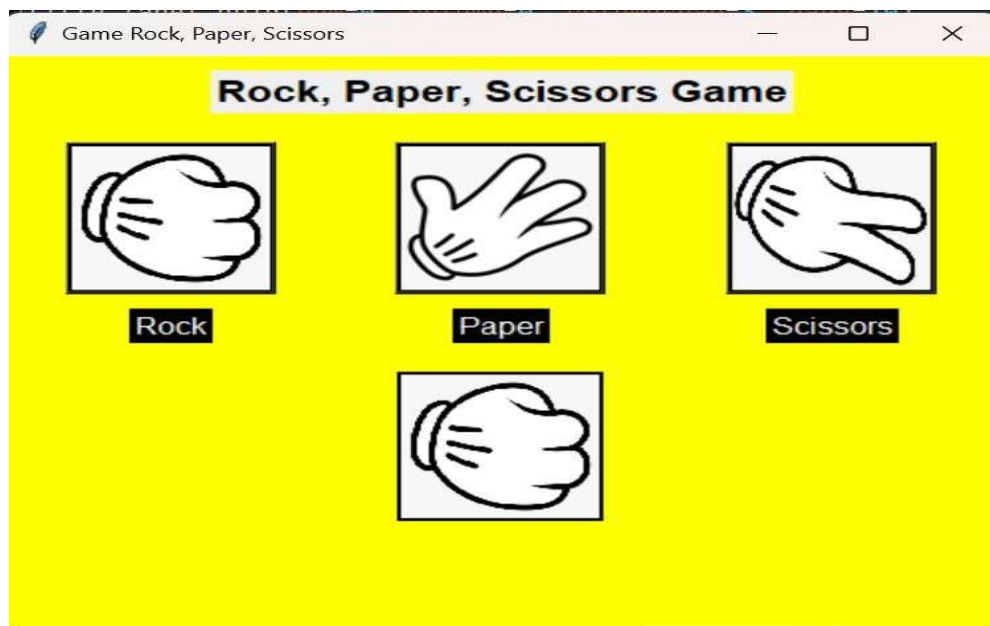 Game Rock, Paper, Scissors
Rock, Paper, Scissors Game
Rock
Paper
Scissors